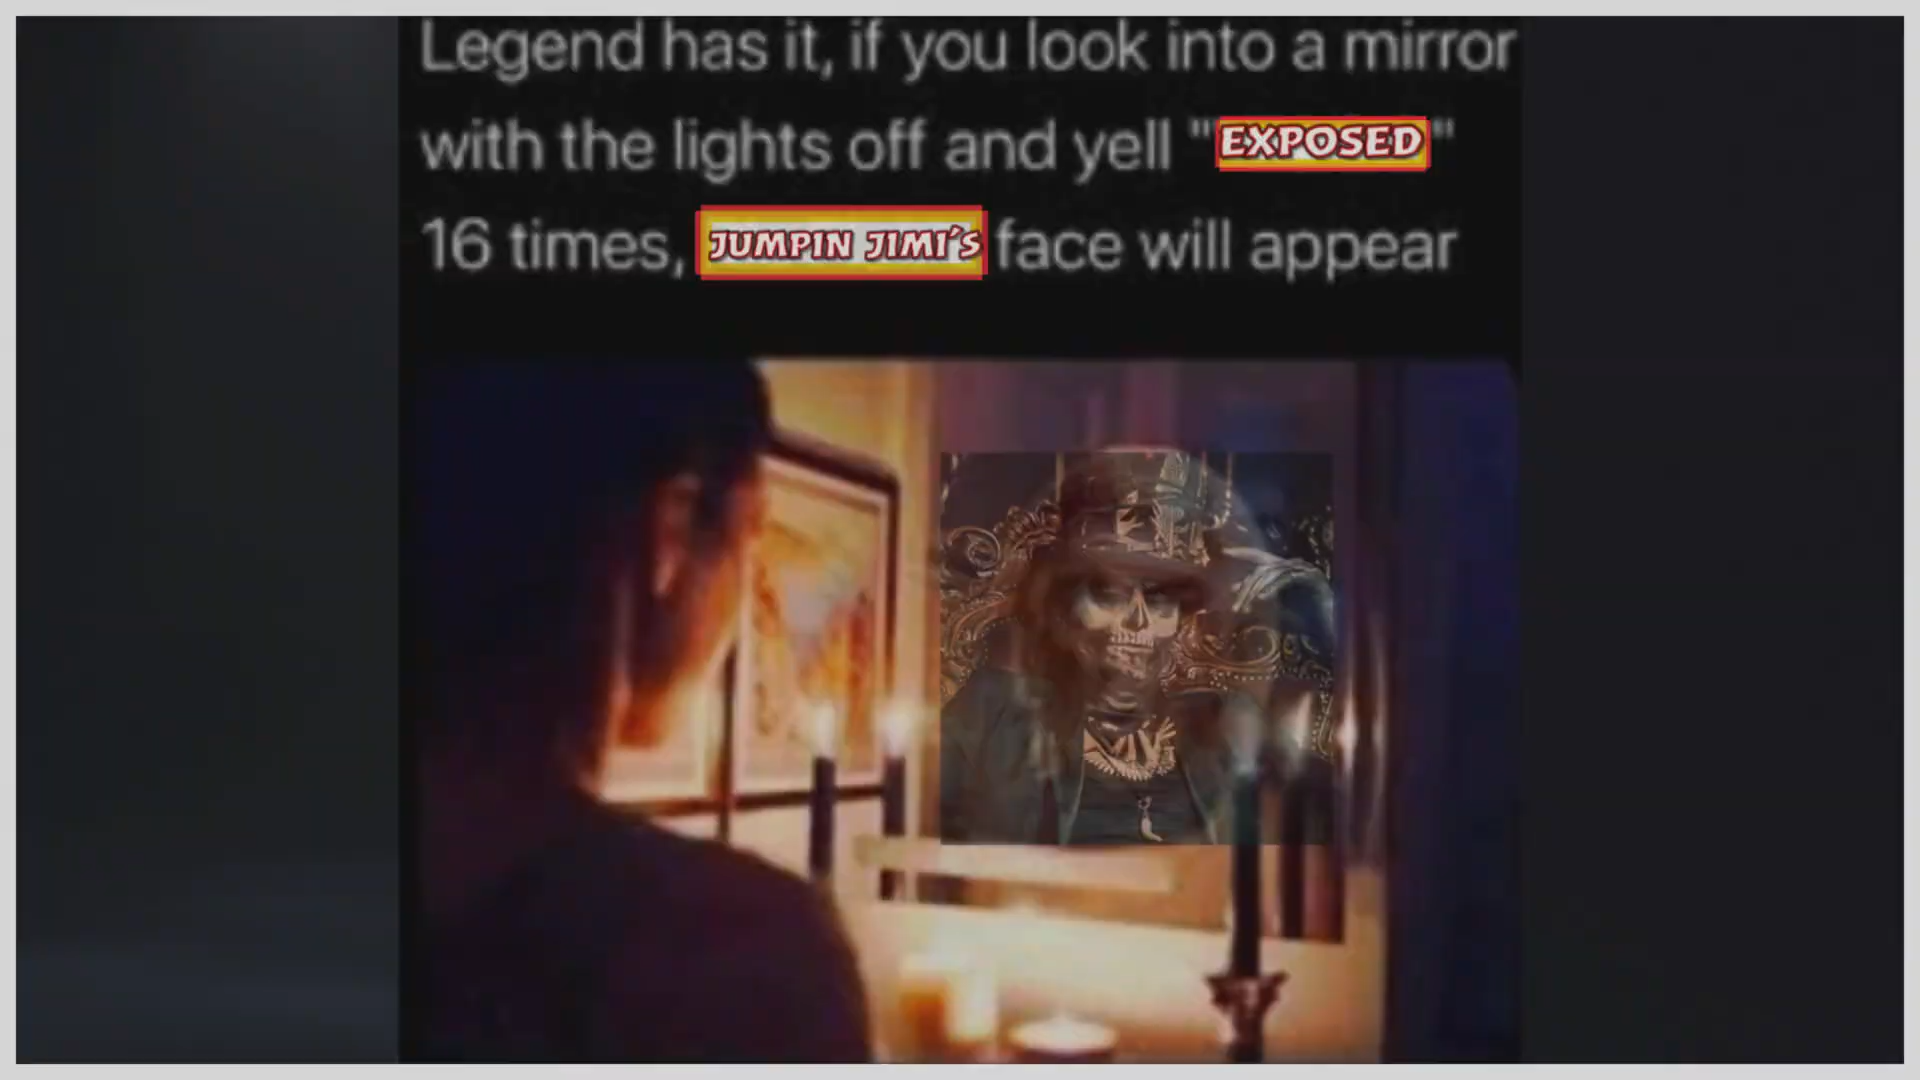 Legend has it, if you look into a mirror
with the lights off and yell "EXPOSED"
16 times, JUMPIN JIMI's face will appear